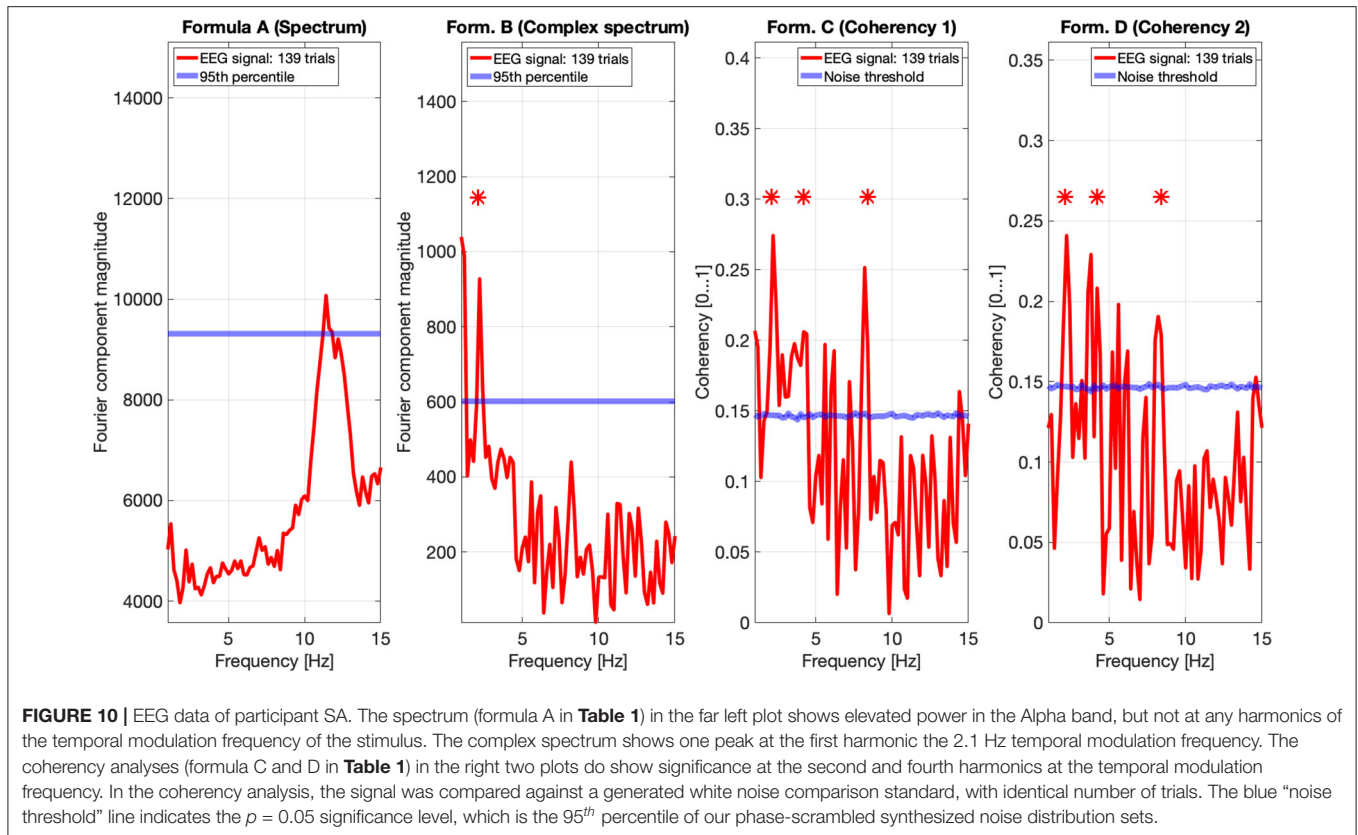 Formula A (Spectrum)
EEG signal: 139 trials
95th percentile
14000
12000
10000
8000
6000
4000
Fourier component magnitude
5 10 15
Frequency [Hz]
Form. B (Complex spectrum)
EEG signal: 139 trials
95th percentile
1400
1200
1000
800
600
400
200
Fourier component magnitude
5 10 15
Frequency [Hz]
Form. C (Coherency 1)
EEG signal: 139 trials
Noise threshold
0.4
0.35
0.3
0.25
0.2
0.15
0.1
0.05
0
Coherency [0...1]
5 10 15
Frequency [Hz]
Form. D (Coherency 2)
EEG signal: 139 trials
Noise threshold
0.35
0.3
0.25
0.2
0.15
0.1
0.05
0
Coherency [0...1]
5 10 15
Frequency [Hz]
FIGURE 10 | EEG data of participant SA. The spectrum (formula A in Table 1) in the far left plot shows elevated power in the Alpha band, but not at any harmonics of
the temporal modulation frequency of the stimulus. The complex spectrum shows one peak at the first harmonic the 2.1 Hz temporal modulation frequency. The
coherency analyses (formula C and D in Table 1) in the right two plots do show significance at the second and fourth harmonics at the temporal modulation
frequency. In the coherency analysis, the signal was compared against a generated white noise comparison standard, with identical number of trials. The blue “noise
threshold” line indicates the p = 0.05 significance level, which is the 95th percentile of our phase-scrambled synthesized noise distribution sets.